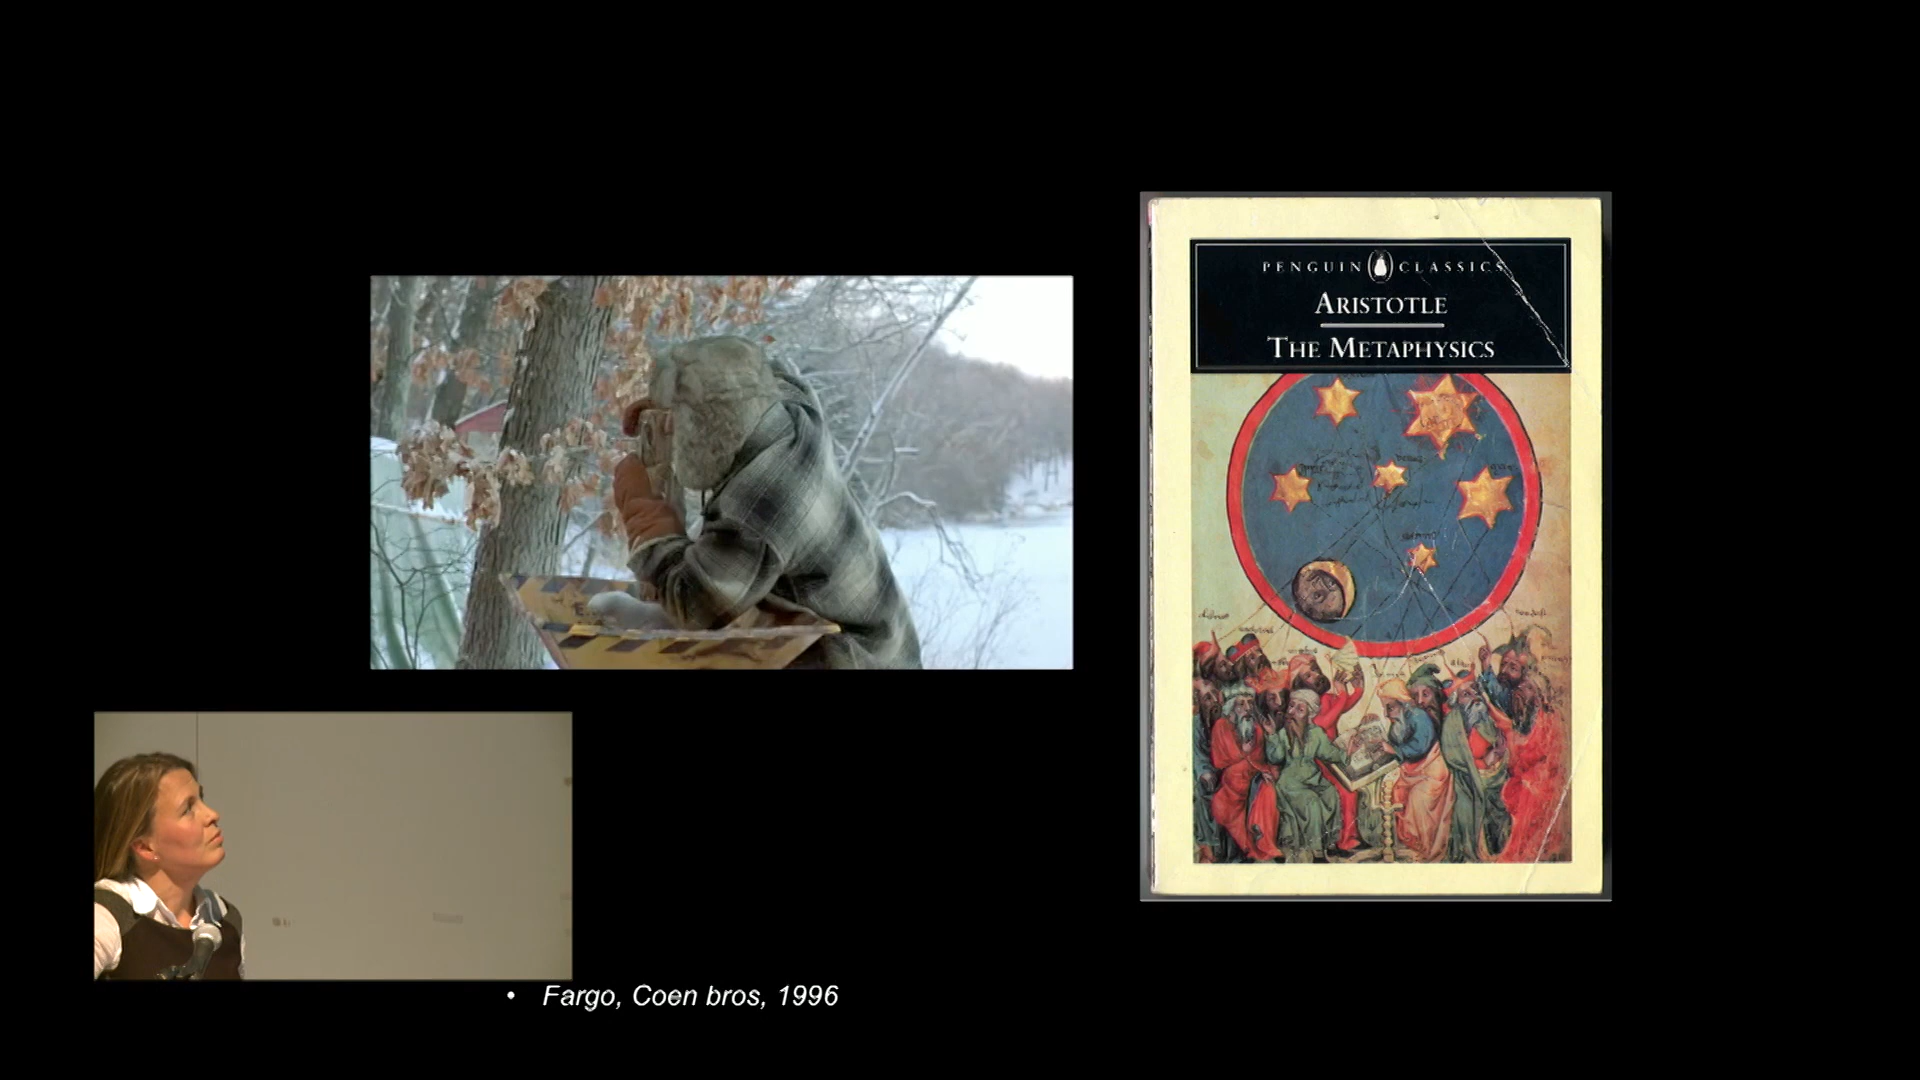 PENGUIN CLASSICS
ARISTOTLE
THE METAPHYSICS
• Fargo, Coen bros, 1996